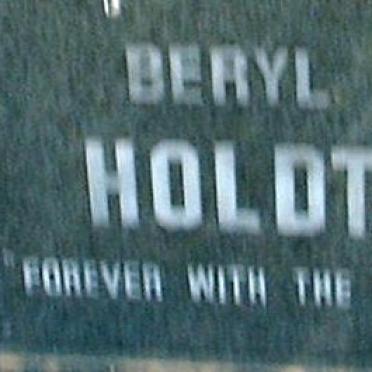 BERYL
HOLDT
"FOREVER WITH THE